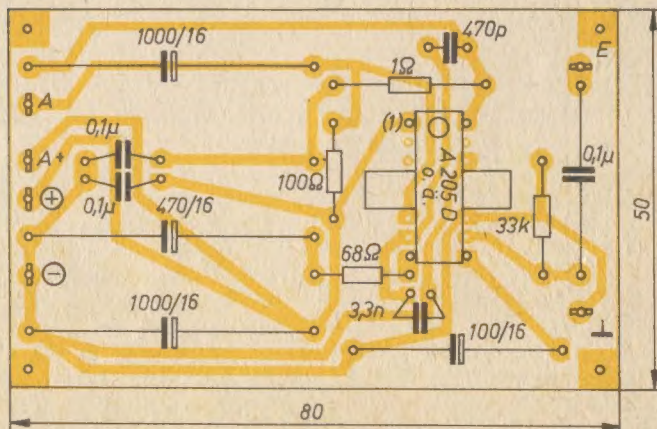 1000/16
470p
E
A
1Ω
0,1μ
(1)
A+
A 205 D
o. ä.
100Ω
0,1μ
+
0,1μ
470/16
33k
50
68Ω
−
1000/16
3,3n
100/16
⊥
80